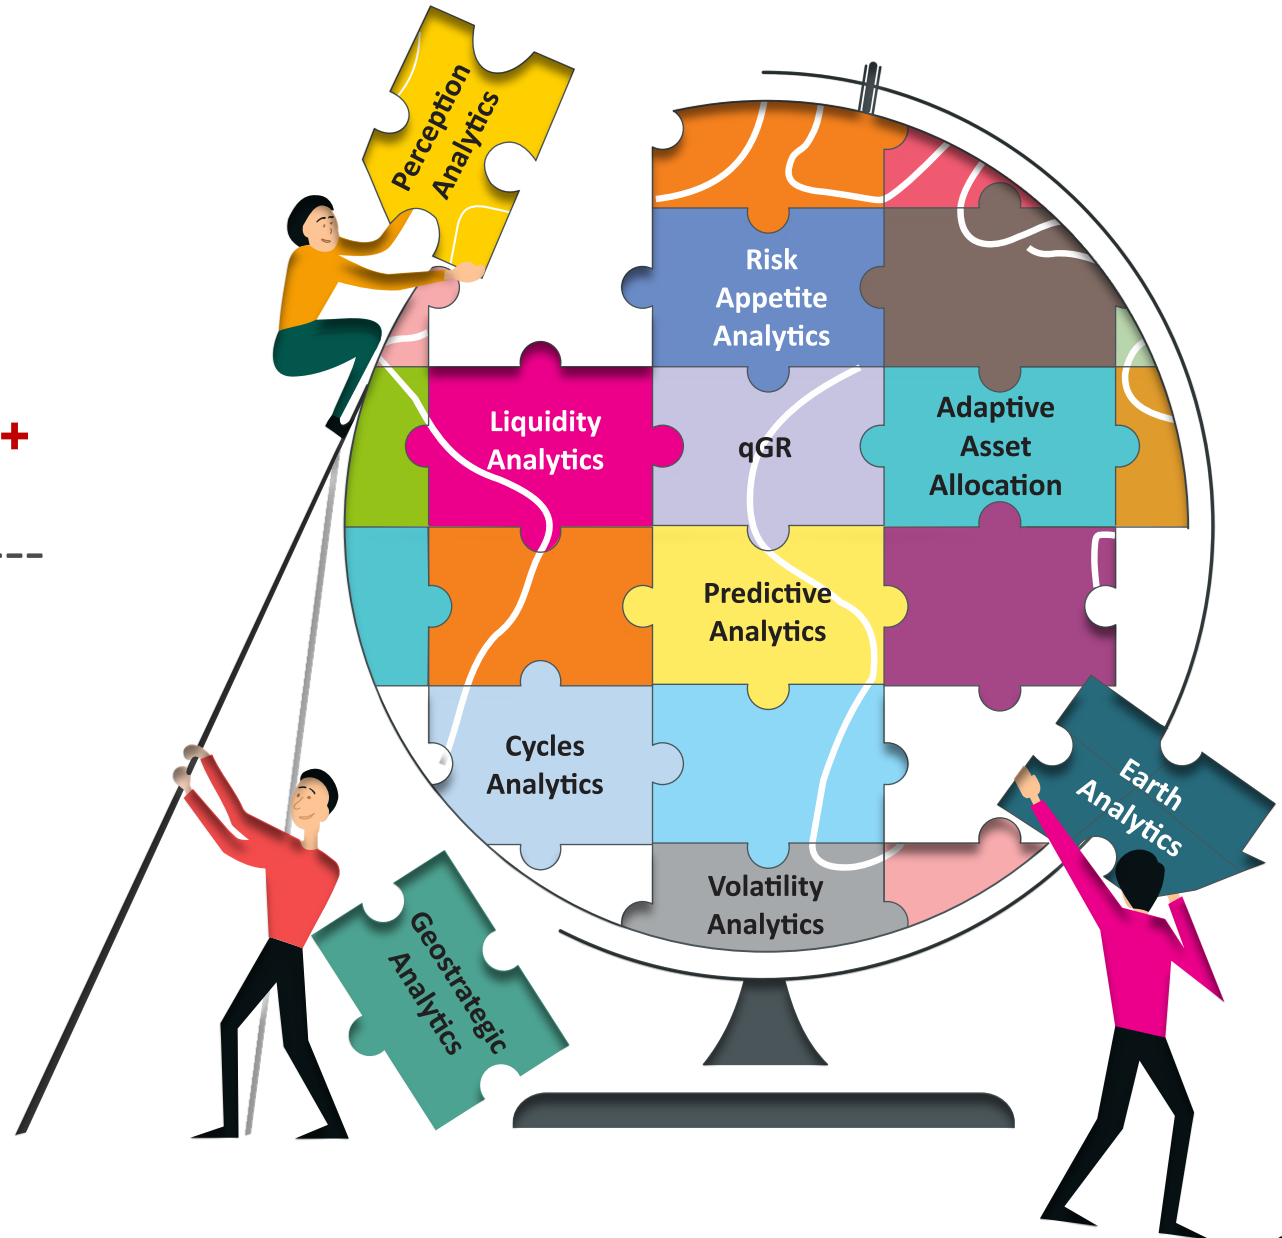 Perception
Analytics
Risk
Appetite
Analytics
Liquidity
Analytics
qGR
Adaptive
Asset
Allocation
+
---
Predictive
Analytics
Cycles
Analytics
Earth
Analytics
Volatility
Analytics
Geostrategic
Analytics